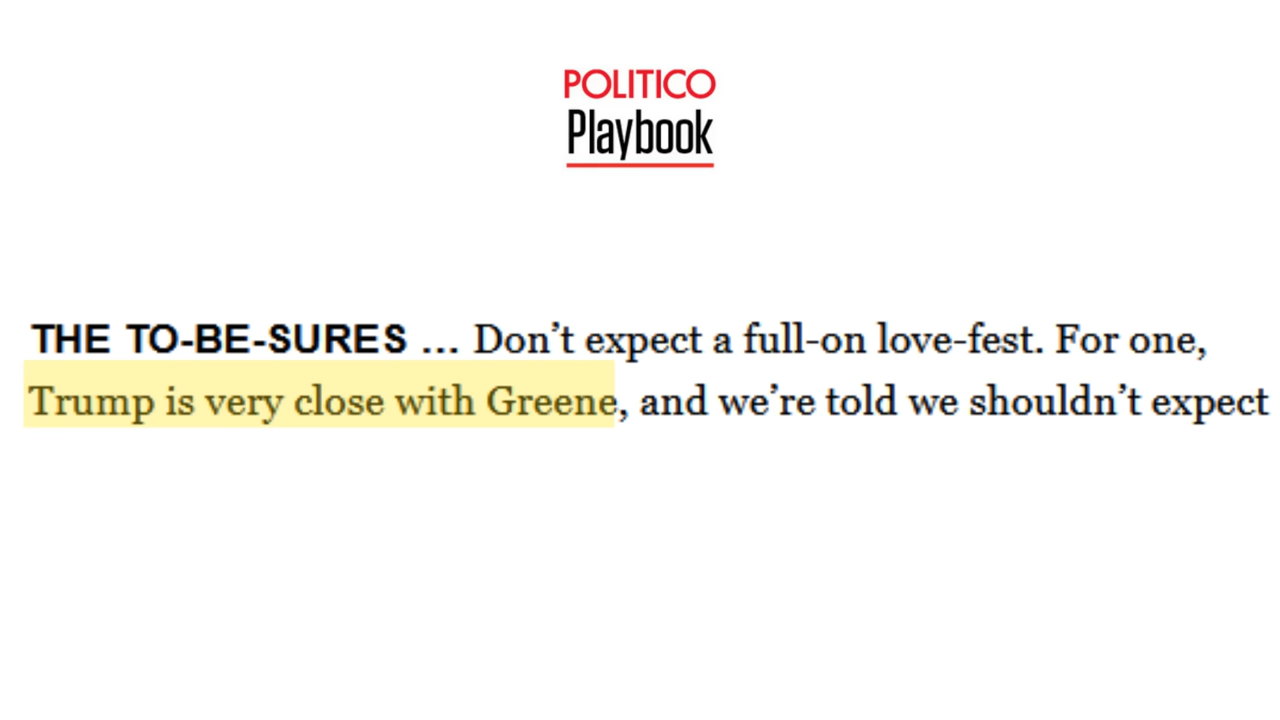 POLITICO
Playbook
THE TO-BE-SURES … Don’t expect a full-on love-fest. For one,
Trump is very close with Greene, and we’re told we shouldn’t expect